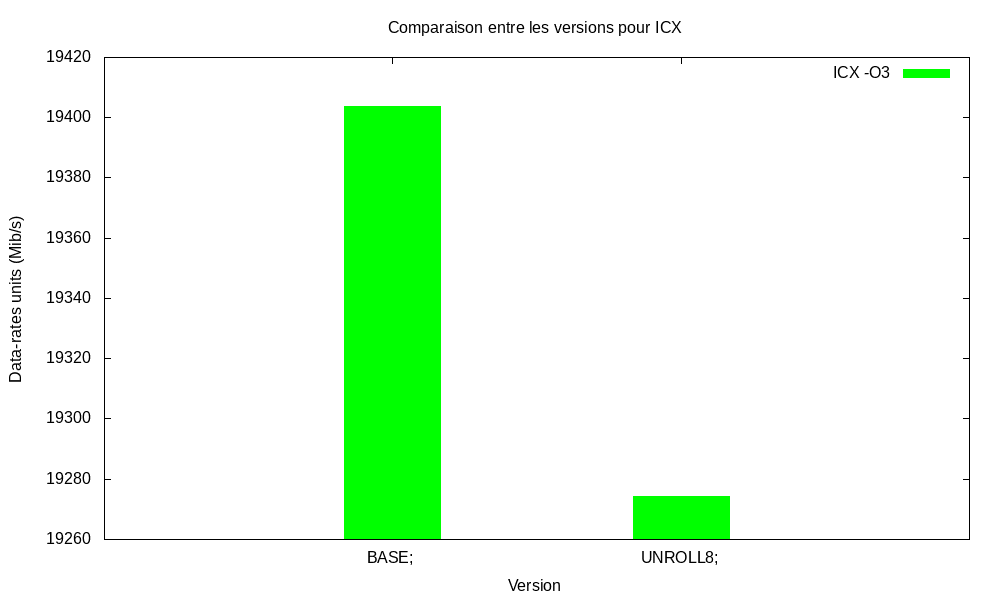 Comparaison entre les versions pour ICX
ICX -O3
19420
19400
19380
19360
19340
19320
19300
19280
19260
Data-rates units (Mib/s)
BASE;
UNROLL8;
Version